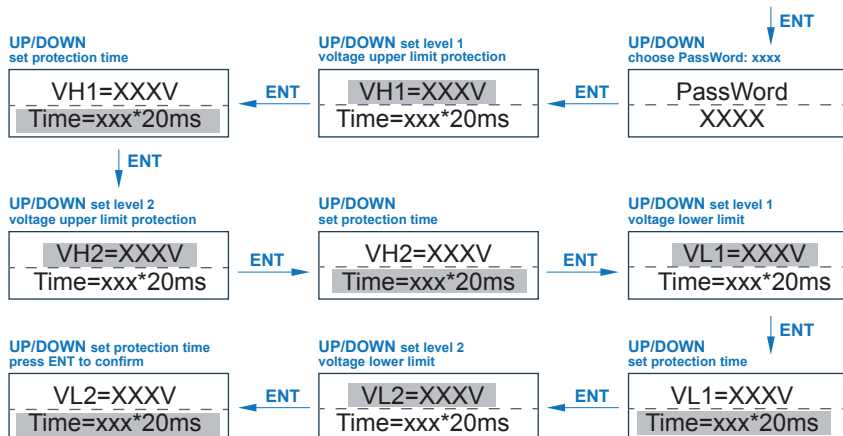 ENT
UP/DOWN
set protection time
VH1=XXXV
Time=xxx*20ms
ENT
UP/DOWN set level 1
voltage upper limit protection
VH1=XXXV
Time=xxx*20ms
ENT
UP/DOWN
choose PassWord: xxxx
PassWord
XXXX
ENT
UP/DOWN set level 2
voltage upper limit protection
VH2=XXXV
Time=xxx*20ms
ENT
UP/DOWN
set protection time
VH2=XXXV
Time=xxx*20ms
ENT
UP/DOWN set level 1
voltage lower limit
VL1=XXXV
Time=xxx*20ms
ENT
UP/DOWN set protection time
press ENT to confirm
VL2=XXXV
Time=xxx*20ms
ENT
UP/DOWN set level 2
voltage lower limit
VL2=XXXV
Time=xxx*20ms
ENT
UP/DOWN
set protection time
VL1=XXXV
Time=xxx*20ms